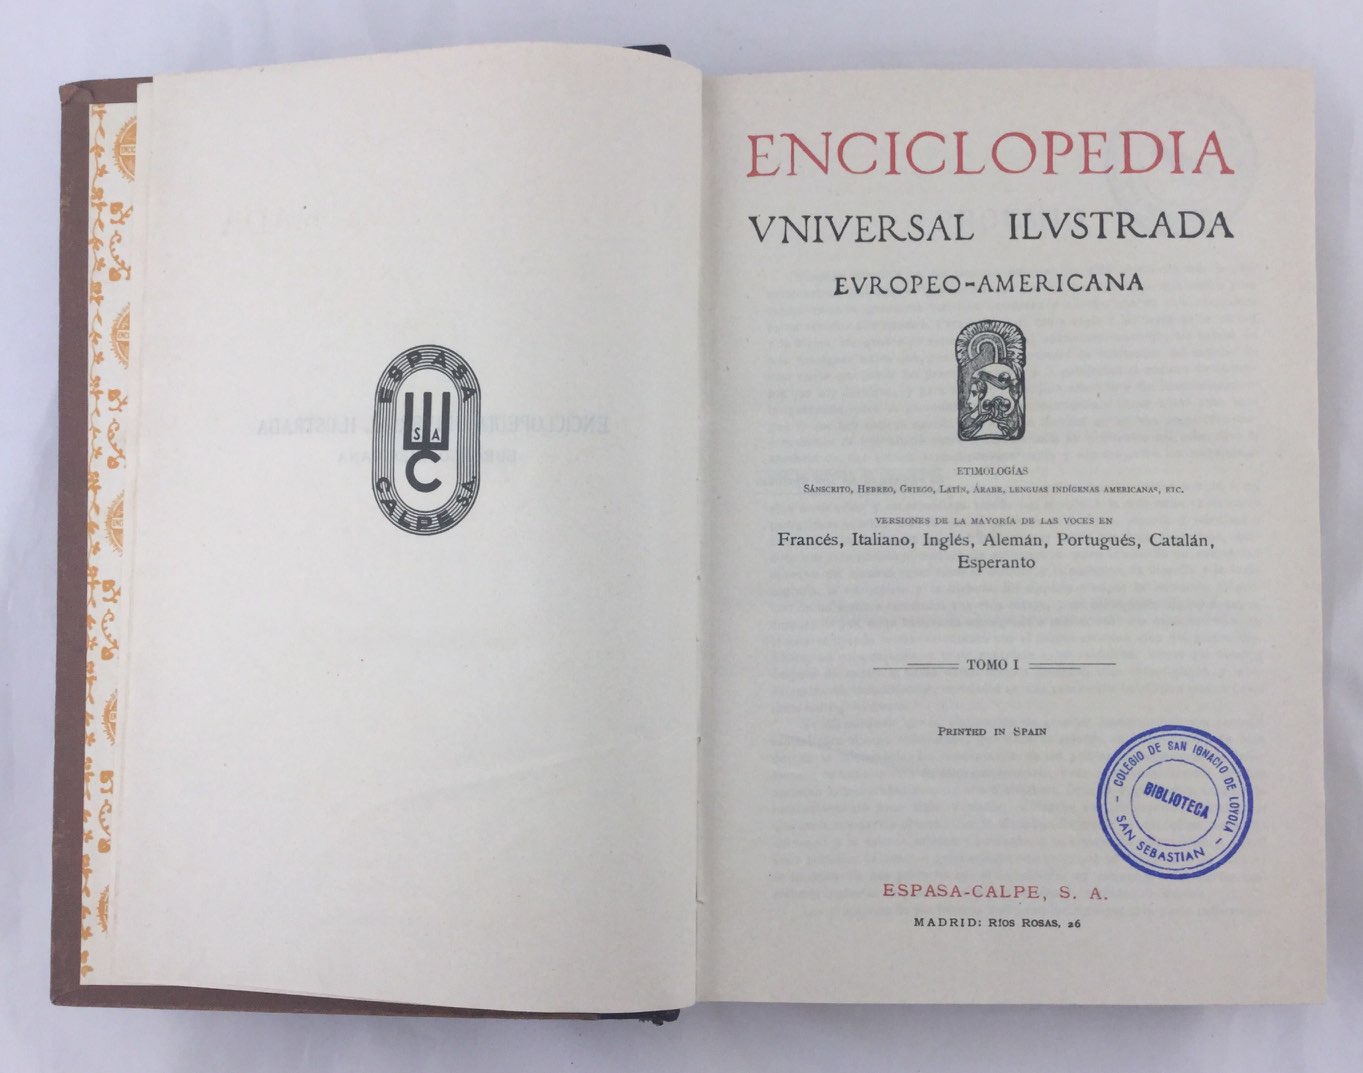 ESPASA
E
SA
C
CALPE S.A.
ENCICLOPEDIA
VNIVERSAL ILVSTRADA
EVROPEO-AMERICANA
ETIMOLOGÍAS
SÁNSCRITO, HEBREO, GRIEGO, LATÍN, ÁRABE, LENGUAS INDÍGENAS AMERICANAS, ETC.
VERSIONES DE LA MAYORÍA DE LAS VOCES EN
Francés, Italiano, Inglés, Alemán, Portugués, Catalán,
Esperanto
TOMO I
PRINTED IN SPAIN
COLEGIO DE SAN IGNACIO DE LOYOLA
BIBLIOTECA
SAN SEBASTIAN
ESPASA-CALPE, S. A.
MADRID: RÍOS ROSAS, 26